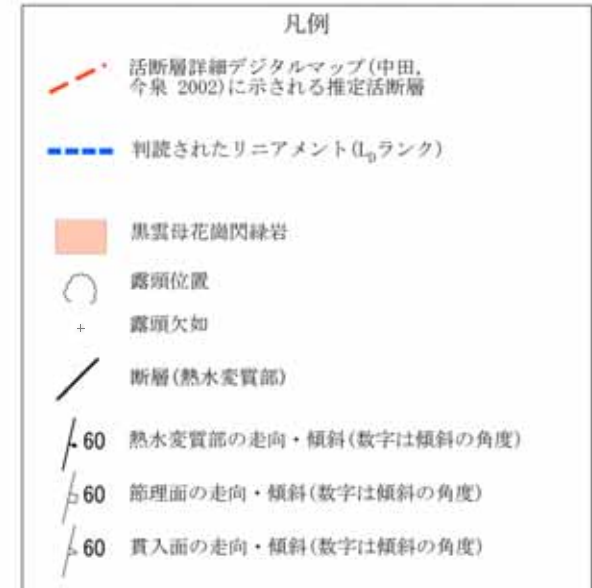 凡例
活断層詳細デジタルマップ(中田,
今泉 2002)に示される推定活断層
判読されたリニアメント(LDランク)
黒雲母花崗閃緑岩
露頭位置
露頭欠如
断層(熱水変質部)
60 熱水変質部の走向・傾斜(数字は傾斜の角度)
60 節理面の走向・傾斜(数字は傾斜の角度)
60 貫入面の走向・傾斜(数字は傾斜の角度)